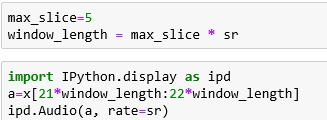 max_slice=5
window_length = max_slice * sr
import IPython.display as ipd
a=x[21*window_length:22*window_length]
ipd.Audio(a, rate=sr)